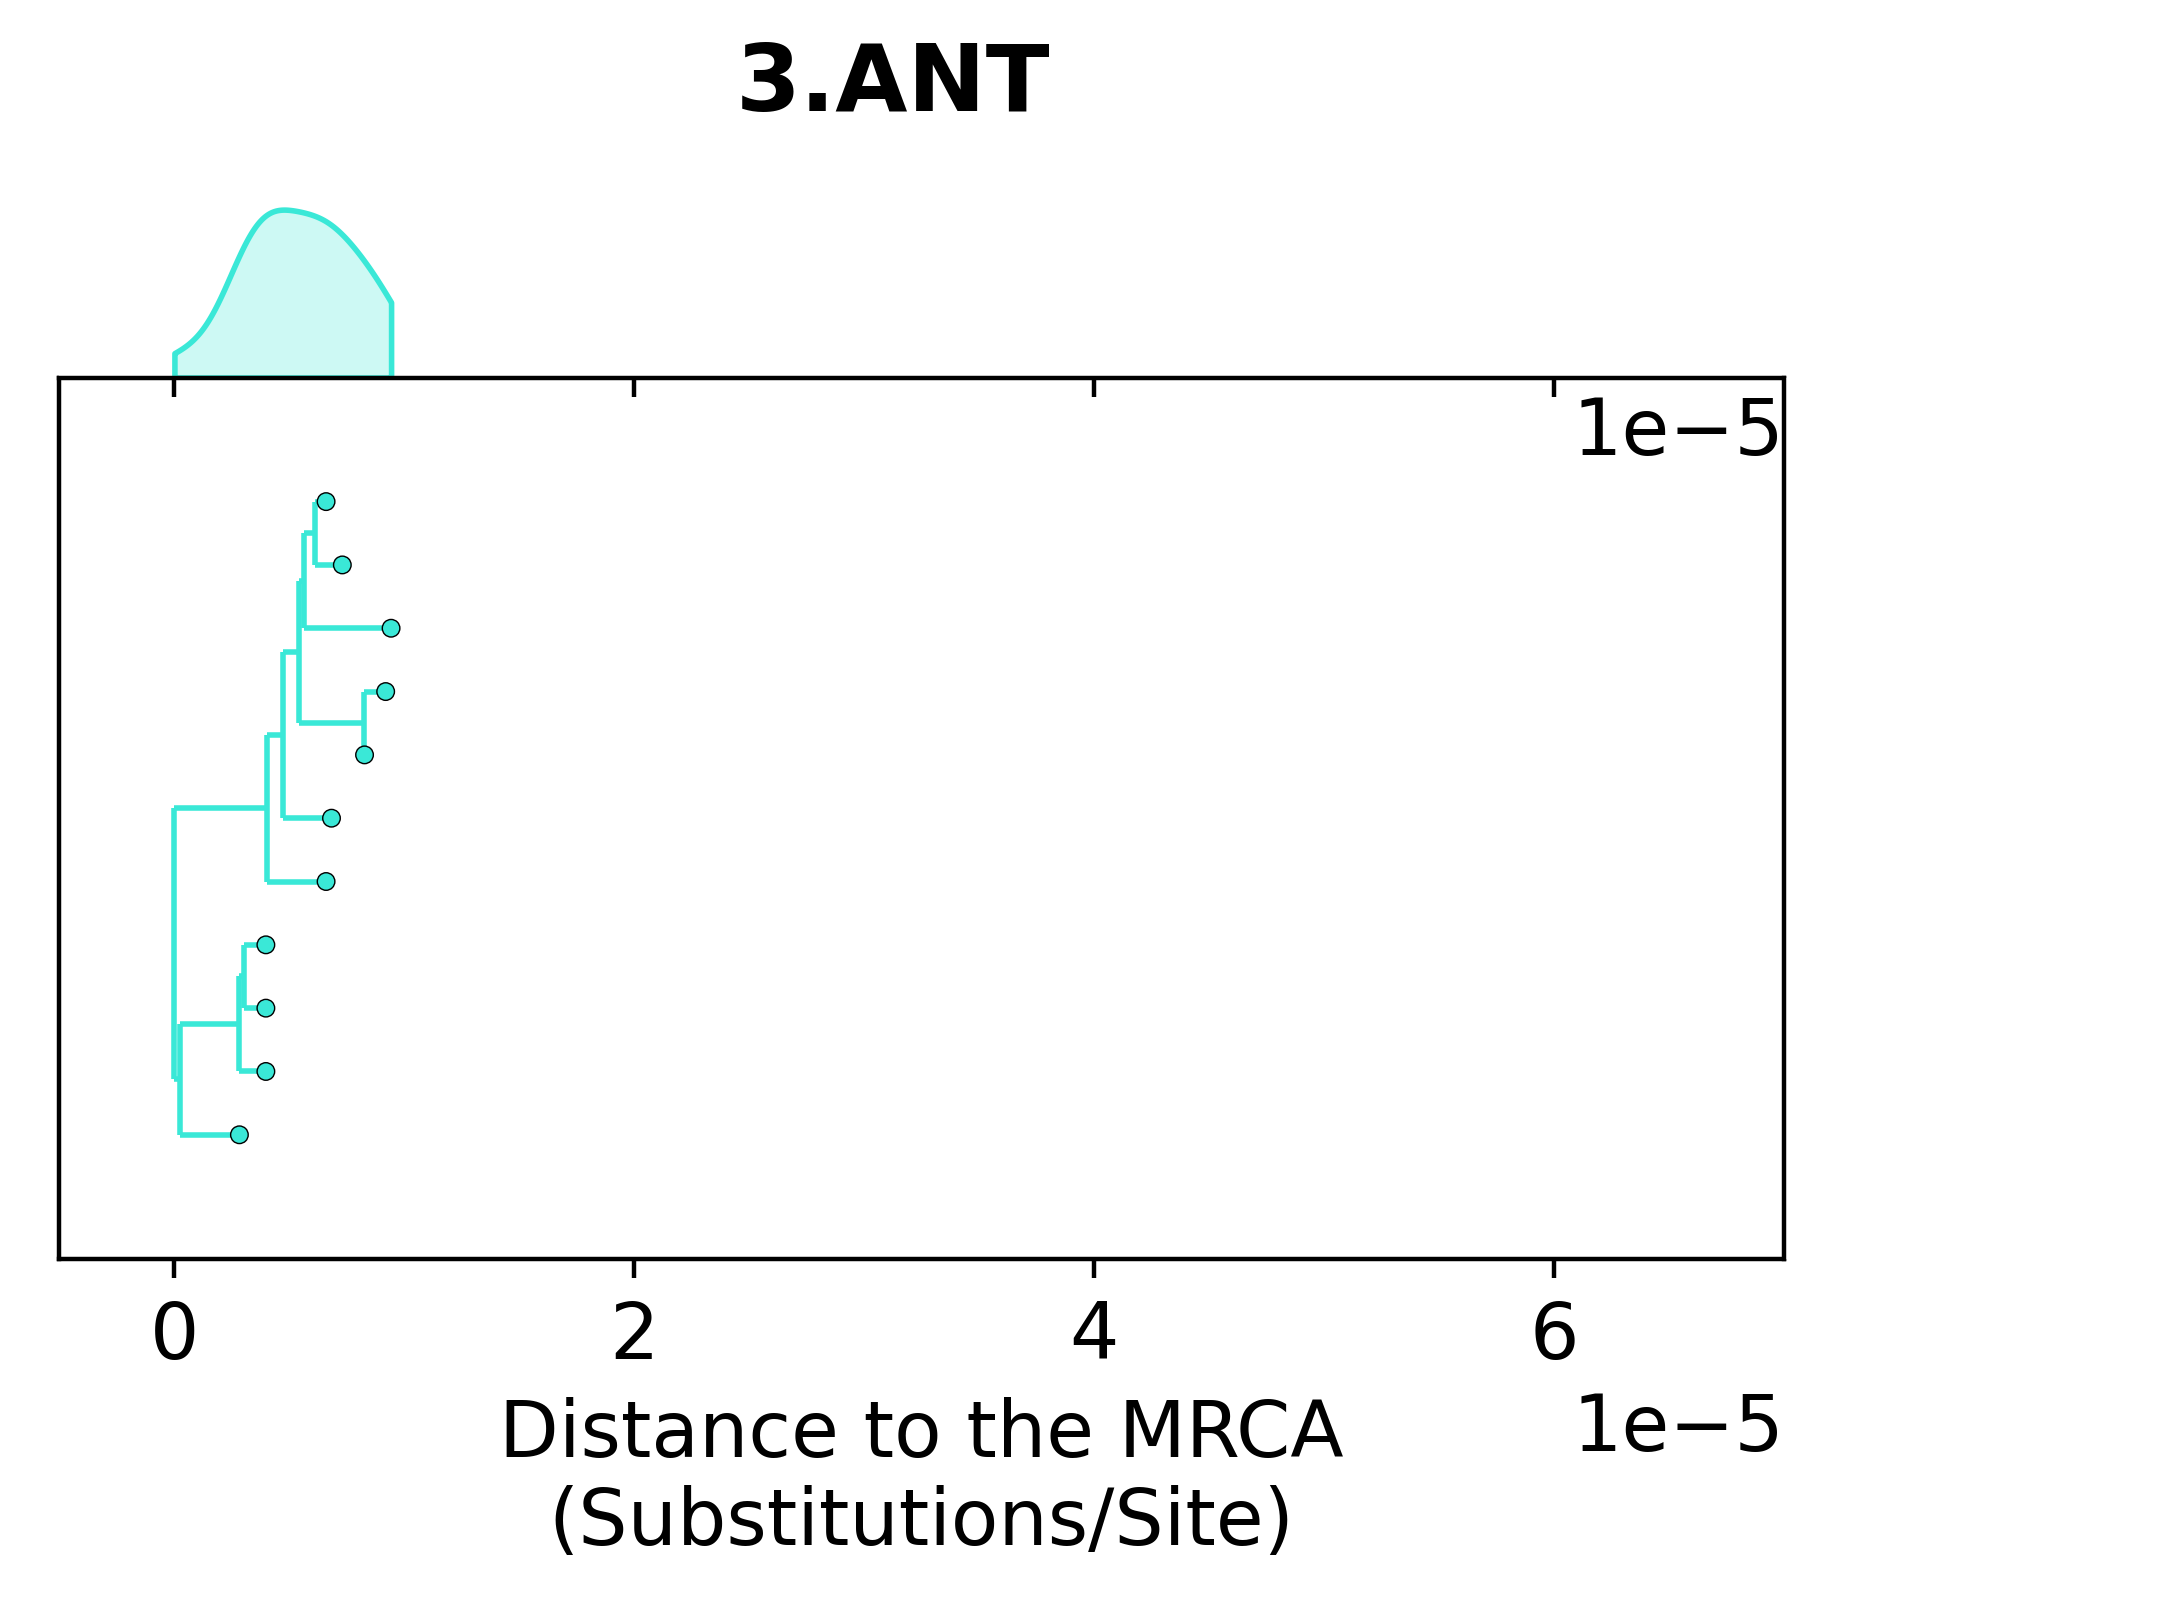 3.ANT
1e−5
0 2 4 6
Distance to the MRCA
1e−5
(Substitutions/Site)